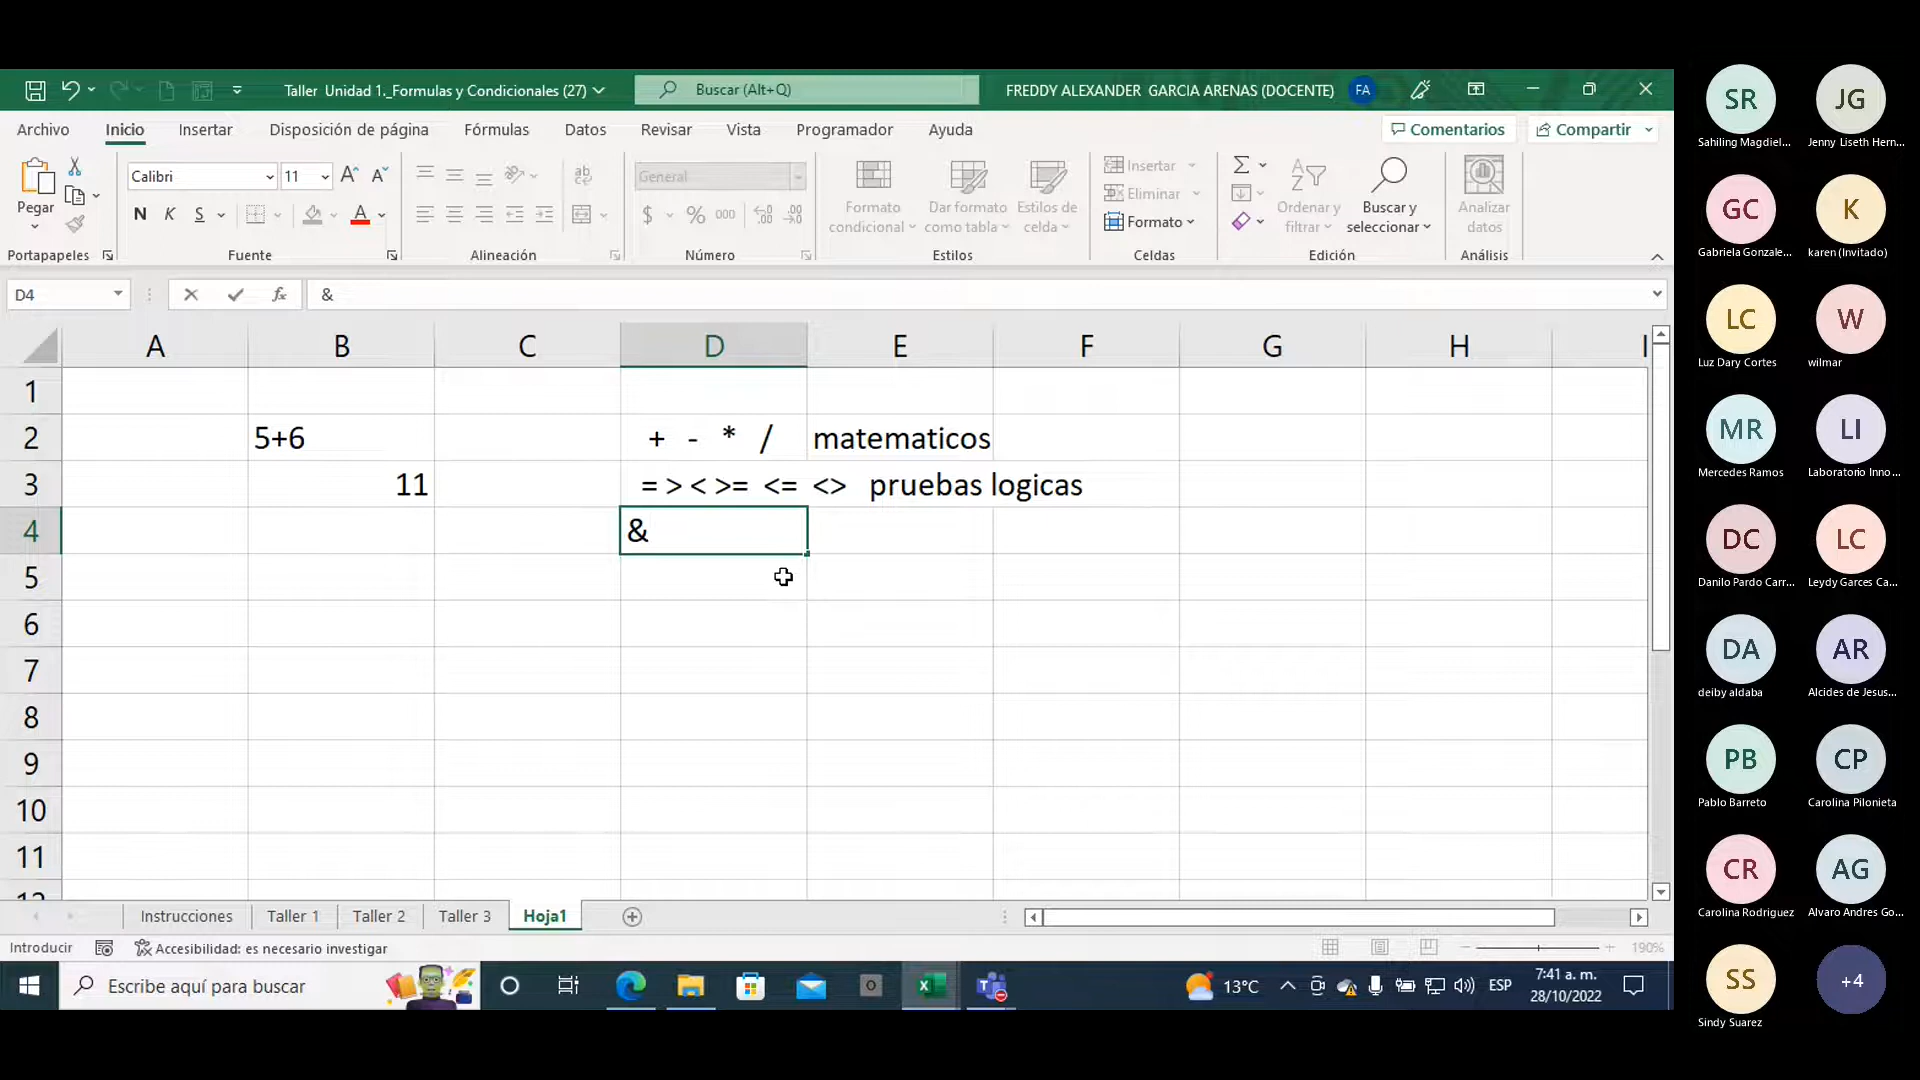 Taller Unidad 1._Formulas y Condicionales (27)
Buscar (Alt+Q)
FREDDY ALEXANDER GARCIA ARENAS (DOCENTE)
FA
Archivo Inicio Insertar Disposición de página Fórmulas Datos Revisar Vista Programador Ayuda
Comentarios
Compartir
Pegar
Calibri 11
N K S
General
$ % 000
Formato condicional
Dar formato como tabla
Estilos de celda
Insertar
Eliminar
Formato
Ordenar y filtrar
Buscar y seleccionar
Analizar datos
Portapapeles Fuente Alineación Número Estilos Celdas Edición Análisis
D4
fx
&
A B C D E F G H I
1
2 5+6 + - * / matematicos
3 11 = > < >= <= <> pruebas logicas
4 &
5
6
7
8
9
10
11
12
Instrucciones Taller 1 Taller 2 Taller 3 Hoja1
Introducir
Accesibilidad: es necesario investigar
190%
Escribe aquí para buscar
13°C
ESP
7:41 a. m.
28/10/2022
SR JG
Sahiling Magdiel... Jenny Liseth Hern...
GC K
Gabriela Gonzale... karen (Invitado)
LC W
Luz Dary Cortes wilmar
MR LI
Mercedes Ramos Laboratorio Inno...
DC LC
Danilo Pardo Carr... Leydy Garces Ca...
DA AR
deiby aldaba Alcides de Jesus...
PB CP
Pablo Barreto Carolina Pilonieta
CR AG
Carolina Rodriguez Alvaro Andres Go...
SS +4
Sindy Suarez